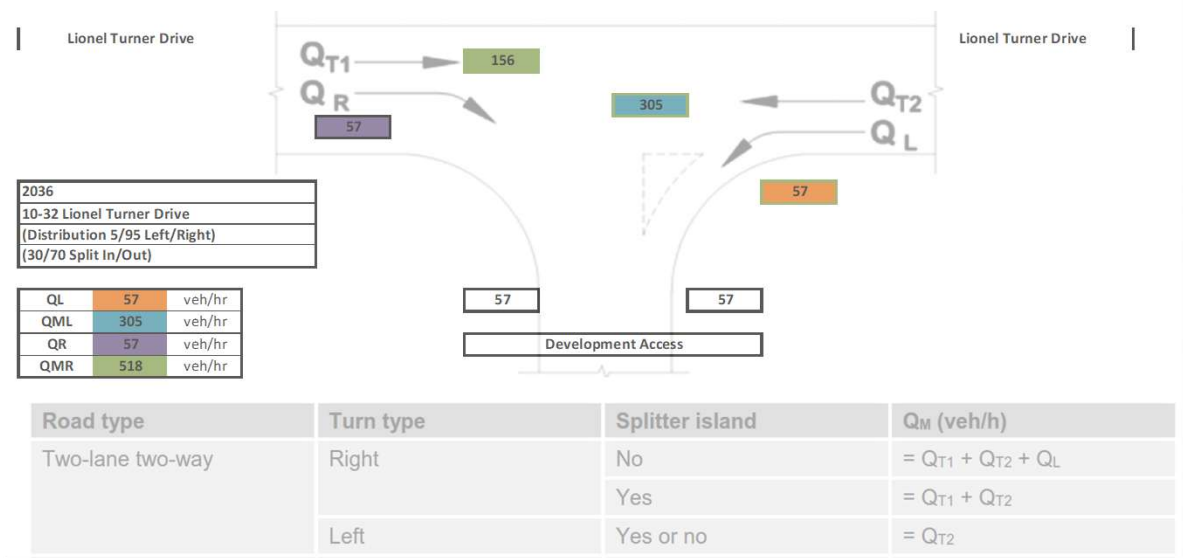 Lionel Turner Drive
Lionel Turner Drive
QT1
156
QR
57
305
QT2
QL
57
2036
10-32 Lionel Turner Drive
(Distribution 5/95 Left/Right)
(30/70 Split In/Out)
QL 57 veh/hr
QML 305 veh/hr
QR 57 veh/hr
QMR 518 veh/hr
57
57
Development Access
Road type Turn type Splitter island QM (veh/h)
Two-lane two-way Right No = QT1 + QT2 + QL
Yes = QT1 + QT2
Left Yes or no = QT2